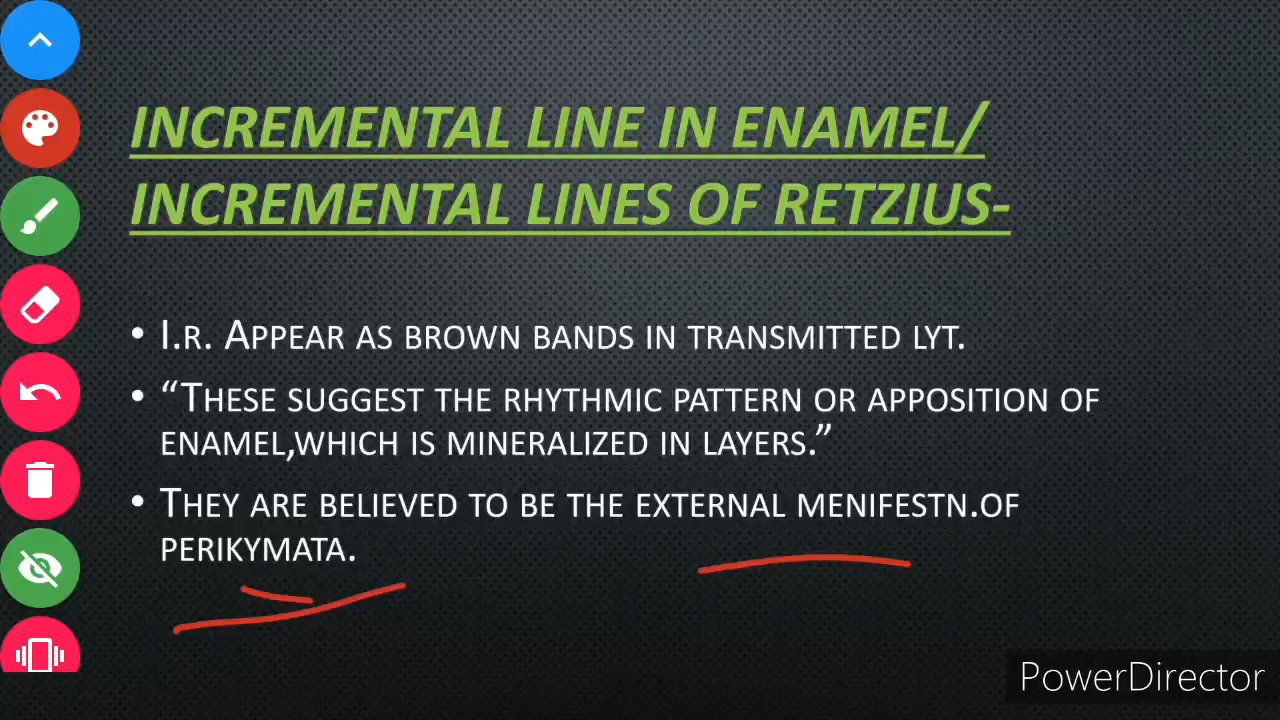 INCREMENTAL LINE IN ENAMEL/
INCREMENTAL LINES OF RETZIUS-
• I.R. APPEAR AS BROWN BANDS IN TRANSMITTED LYT.
• “THESE SUGGEST THE RHYTHMIC PATTERN OR APPOSITION OF
ENAMEL,WHICH IS MINERALIZED IN LAYERS.”
• THEY ARE BELIEVED TO BE THE EXTERNAL MENIFESTN.OF
PERIKYMATA.
PowerDirector